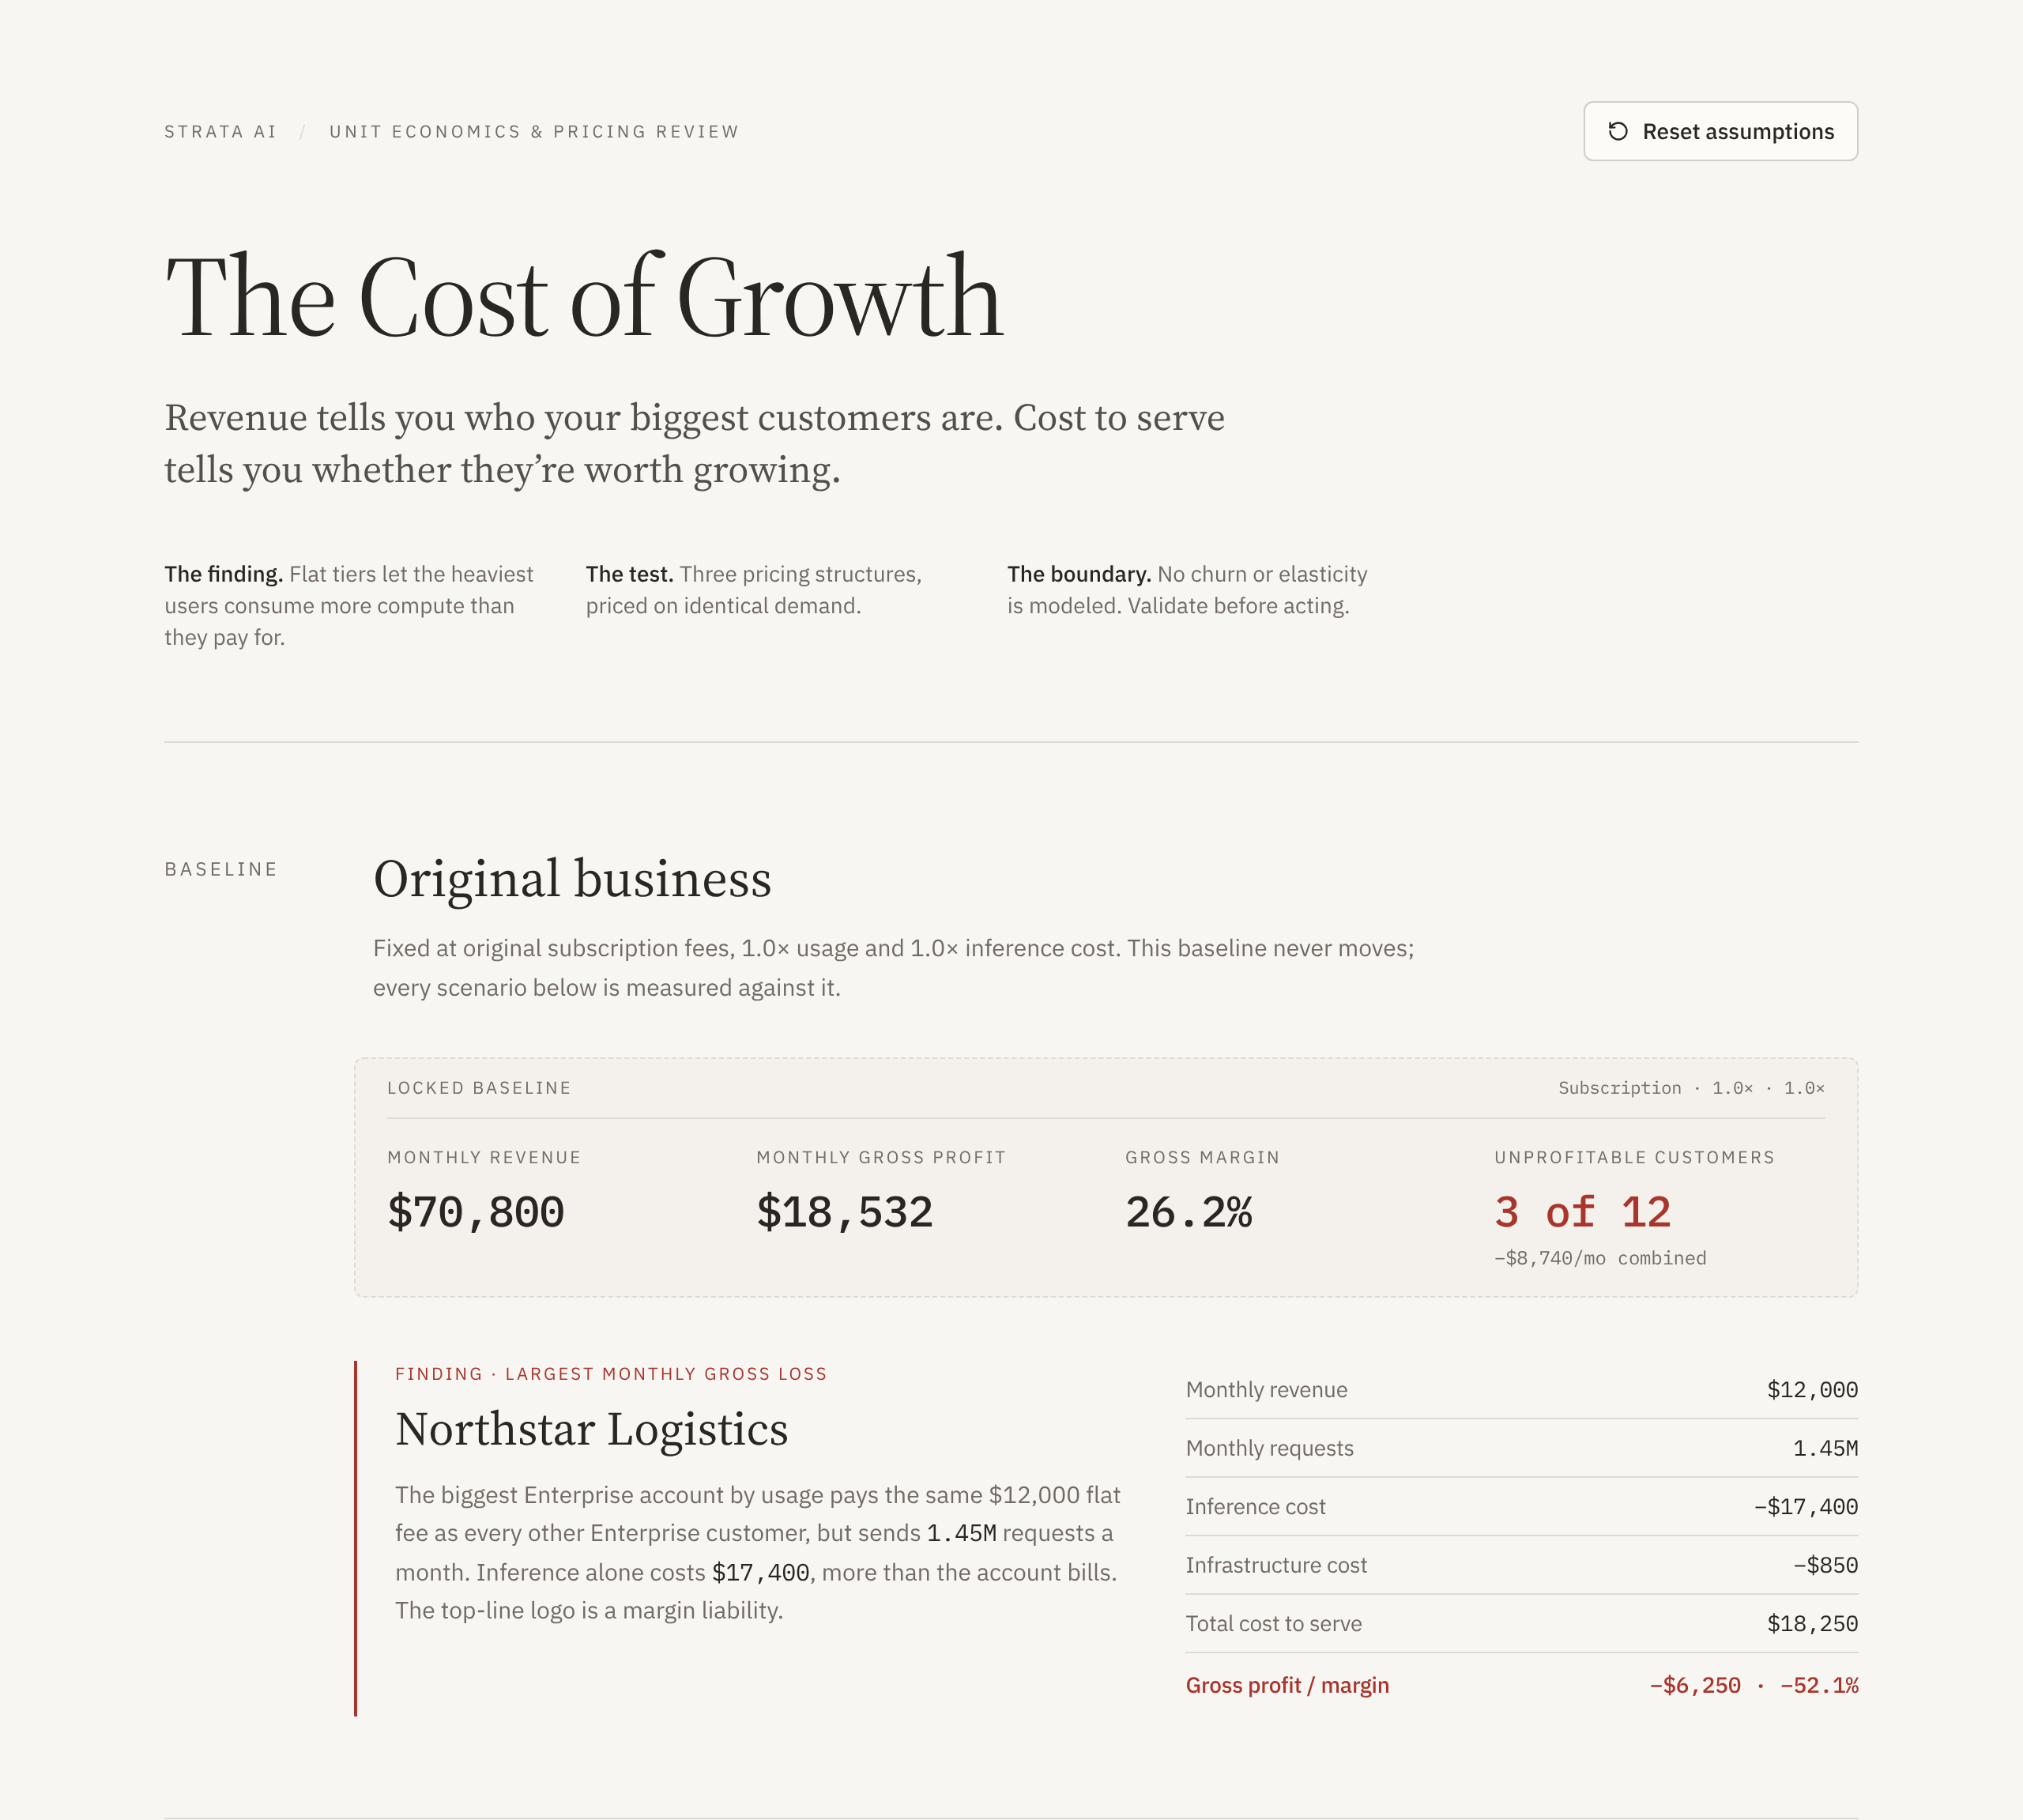 STRATA AI / UNIT ECONOMICS & PRICING REVIEW
Reset assumptions
The Cost of Growth
Revenue tells you who your biggest customers are. Cost to serve
tells you whether they’re worth growing.
The finding. Flat tiers let the heaviest
users consume more compute than
they pay for.
The test. Three pricing structures,
priced on identical demand.
The boundary. No churn or elasticity
is modeled. Validate before acting.
BASELINE
Original business
Fixed at original subscription fees, 1.0× usage and 1.0× inference cost. This baseline never moves;
every scenario below is measured against it.
LOCKED BASELINE
Subscription · 1.0× · 1.0×
MONTHLY REVENUE
$70,800
MONTHLY GROSS PROFIT
$18,532
GROSS MARGIN
26.2%
UNPROFITABLE CUSTOMERS
3 of 12
−$8,740/mo combined
FINDING · LARGEST MONTHLY GROSS LOSS
Northstar Logistics
The biggest Enterprise account by usage pays the same $12,000 flat
fee as every other Enterprise customer, but sends 1.45M requests a
month. Inference alone costs $17,400, more than the account bills.
The top-line logo is a margin liability.
Monthly revenue $12,000
Monthly requests 1.45M
Inference cost −$17,400
Infrastructure cost −$850
Total cost to serve $18,250
Gross profit / margin −$6,250 · −52.1%